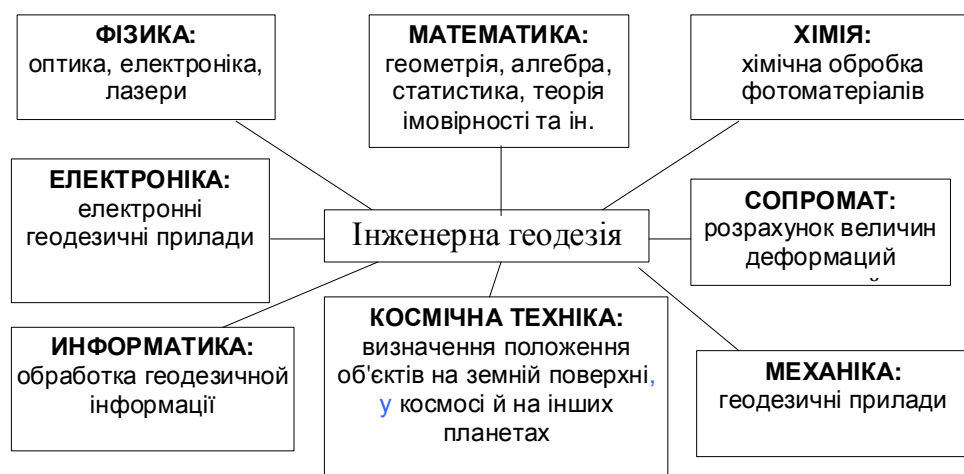 ФІЗИКА:
оптика, електроніка,
лазери
МАТЕМАТИКА:
геометрія, алгебра,
статистика, теорія
імовірності та ін.
ХІМІЯ:
хімічна обробка
фотоматеріалів
ЕЛЕКТРОНІКА:
електронні
геодезичні прилади
Інженерна геодезія
СОПРОМАТ:
розрахунок величин
деформаций
ИНФОРМАТИКА:
обработка геодезичной
інформації
КОСМІЧНА ТЕХНІКА:
визначення положення
об'єктів на земній поверхні,
у космосі й на інших
планетах
МЕХАНІКА:
геодезичні прилади